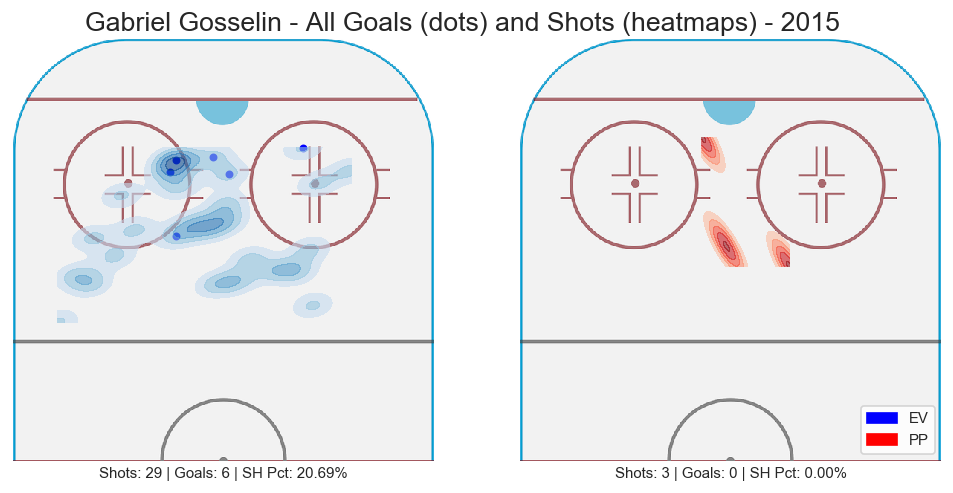 Gabriel Gosselin - All Goals (dots) and Shots (heatmaps) - 2015
EV
PP
Shots: 29 | Goals: 6 | SH Pct: 20.69%
Shots: 3 | Goals: 0 | SH Pct: 0.00%